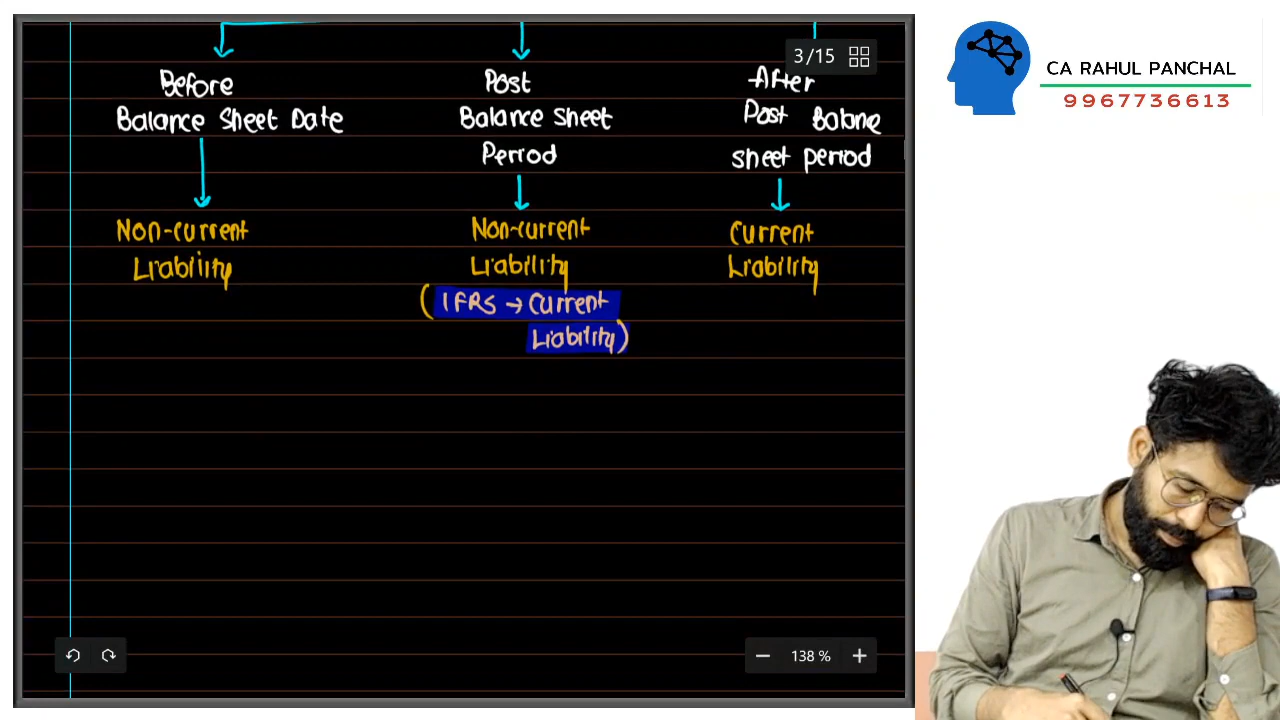 3/15
CA RAHUL PANCHAL
9967736613
Before
Balance Sheet Date
Non-current
Liability
Post
Balance Sheet
Period
Non-current
Liability
(IFRS → Current
Liability)
After
Post Balane
sheet period
Current
Liability
138 %